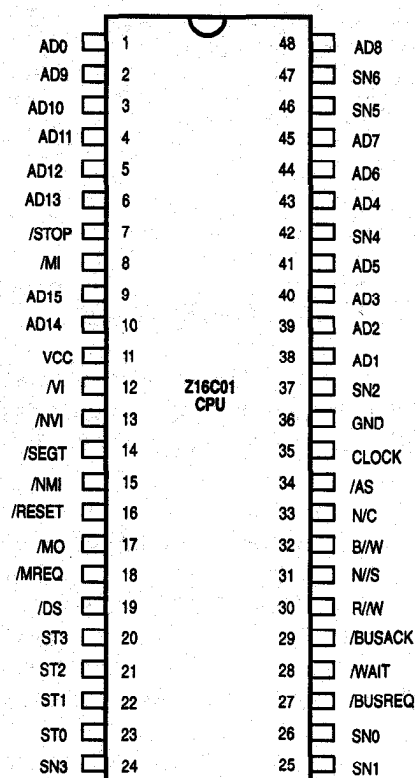 AD0 1 48 AD8
AD9 2 47 SN6
AD10 3 46 SN5
AD11 4 45 AD7
AD12 5 44 AD6
AD13 6 43 AD4
/STOP 7 42 SN4
/MI 8 41 AD5
AD15 9 40 AD3
AD14 10 39 AD2
VCC 11 38 AD1
/VI 12 Z16C01 37 SN2
CPU
/NVI 13 36 GND
/SEGT 14 35 CLOCK
/NMI 15 34 /AS
/RESET 16 33 N/C
/MO 17 32 B//W
/MREQ 18 31 N//S
/DS 19 30 R//W
ST3 20 29 /BUSACK
ST2 21 28 /WAIT
ST1 22 27 /BUSREQ
ST0 23 26 SN0
SN3 24 25 SN1